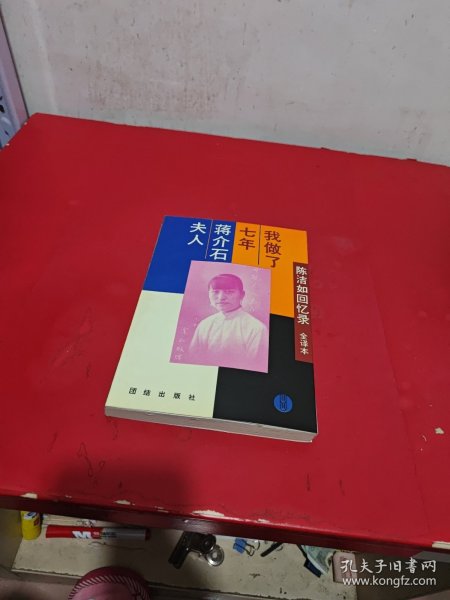 我做了
七年
蒋介石
夫人
陈洁如回忆录
全译本
团结出版社
孔夫子旧书网
www.kongfz.com